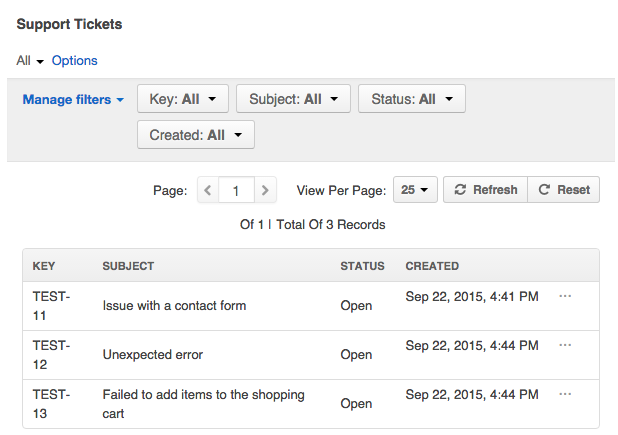 Support Tickets
All Options
Manage filters Key: All Subject: All Status: All
Created: All
Page: 1 View Per Page: 25 Refresh Reset
Of 1 | Total Of 3 Records
KEY SUBJECT STATUS CREATED
TEST-
11 Issue with a contact form Open Sep 22, 2015, 4:41 PM ...
TEST-
12 Unexpected error Open Sep 22, 2015, 4:44 PM ...
TEST-
13 Failed to add items to the shopping
cart Open Sep 22, 2015, 4:44 PM ...